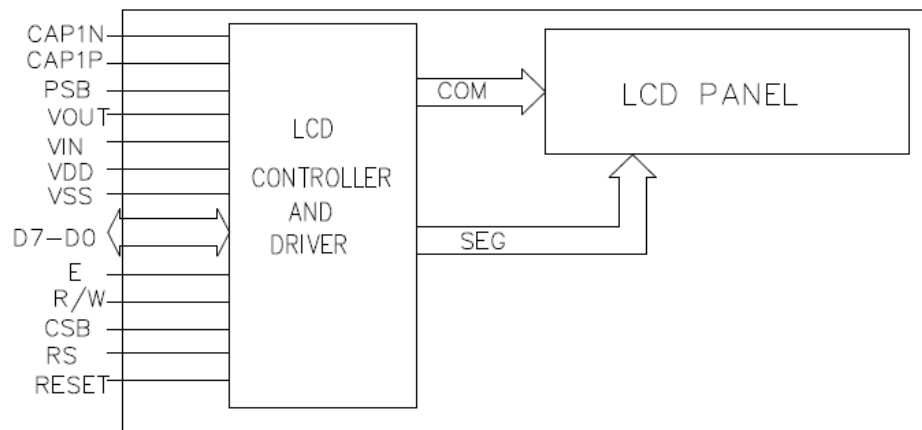 CAP1N
CAP1P
PSB
VOUT
VIN
VDD
VSS
D7-D0
E
R/W
CSB
RS
RESET
LCD
CONTROLLER
AND
DRIVER
COM
SEG
LCD PANEL